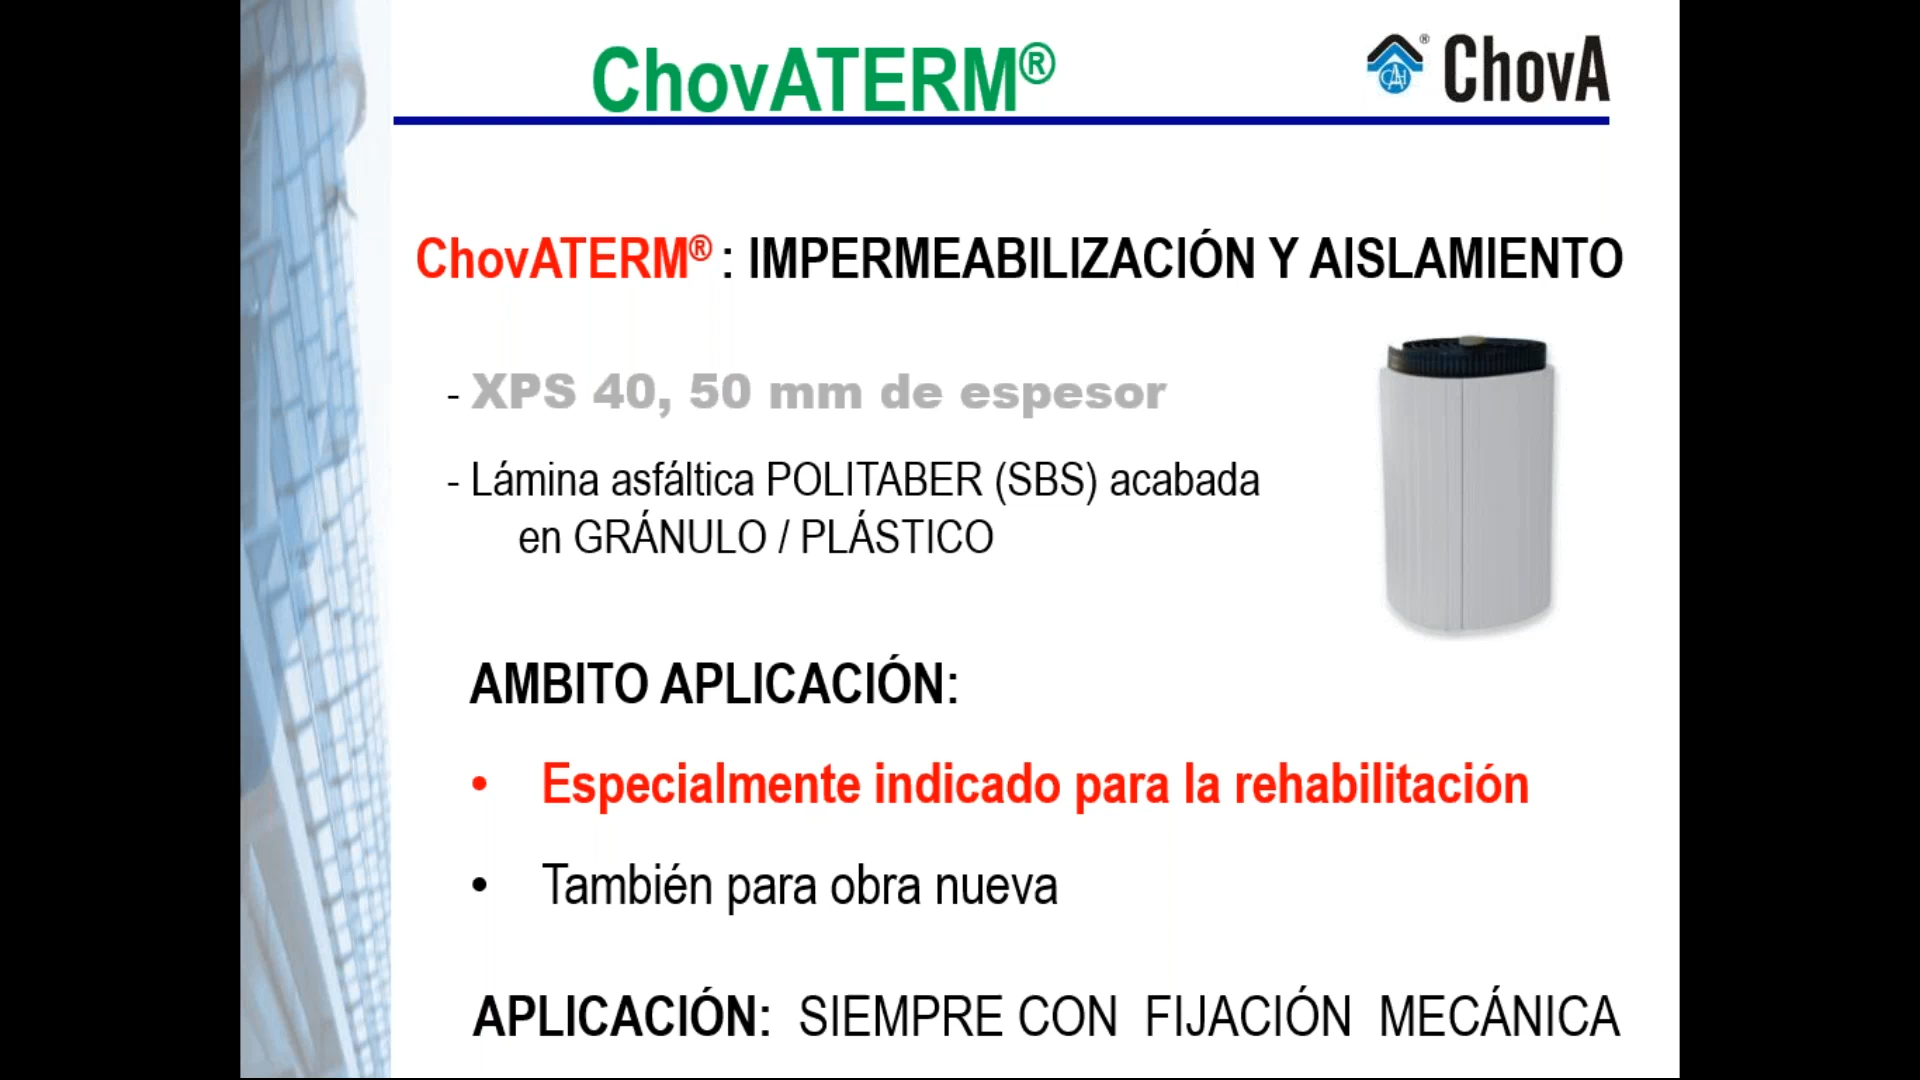 ChovATERM®
® ChovA
CAH
ChovATERM® : IMPERMEABILIZACIÓN Y AISLAMIENTO
- XPS 40, 50 mm de espesor
- Lámina asfáltica POLITABER (SBS) acabada
en GRÁNULO / PLÁSTICO
AMBITO APLICACIÓN:
• Especialmente indicado para la rehabilitación
• También para obra nueva
APLICACIÓN: SIEMPRE CON FIJACIÓN MECÁNICA